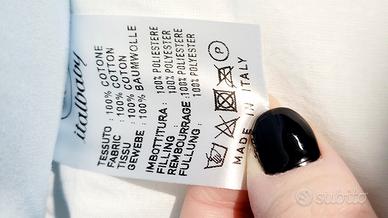 italbaby
TESSUTO : 100% COTONE
FABRIC : 100% COTTON
TISSU : 100% COTON
GEWEBE : 100% BAUMWOLLE
IMBOTTITURA : 100% POLIESTERE
FILLING : 100% POLYESTER
REMBOURRAGE : 100% POLYESTER
FULLUNG : 100% POLYESTER
P
MADE IN ITALY
subito